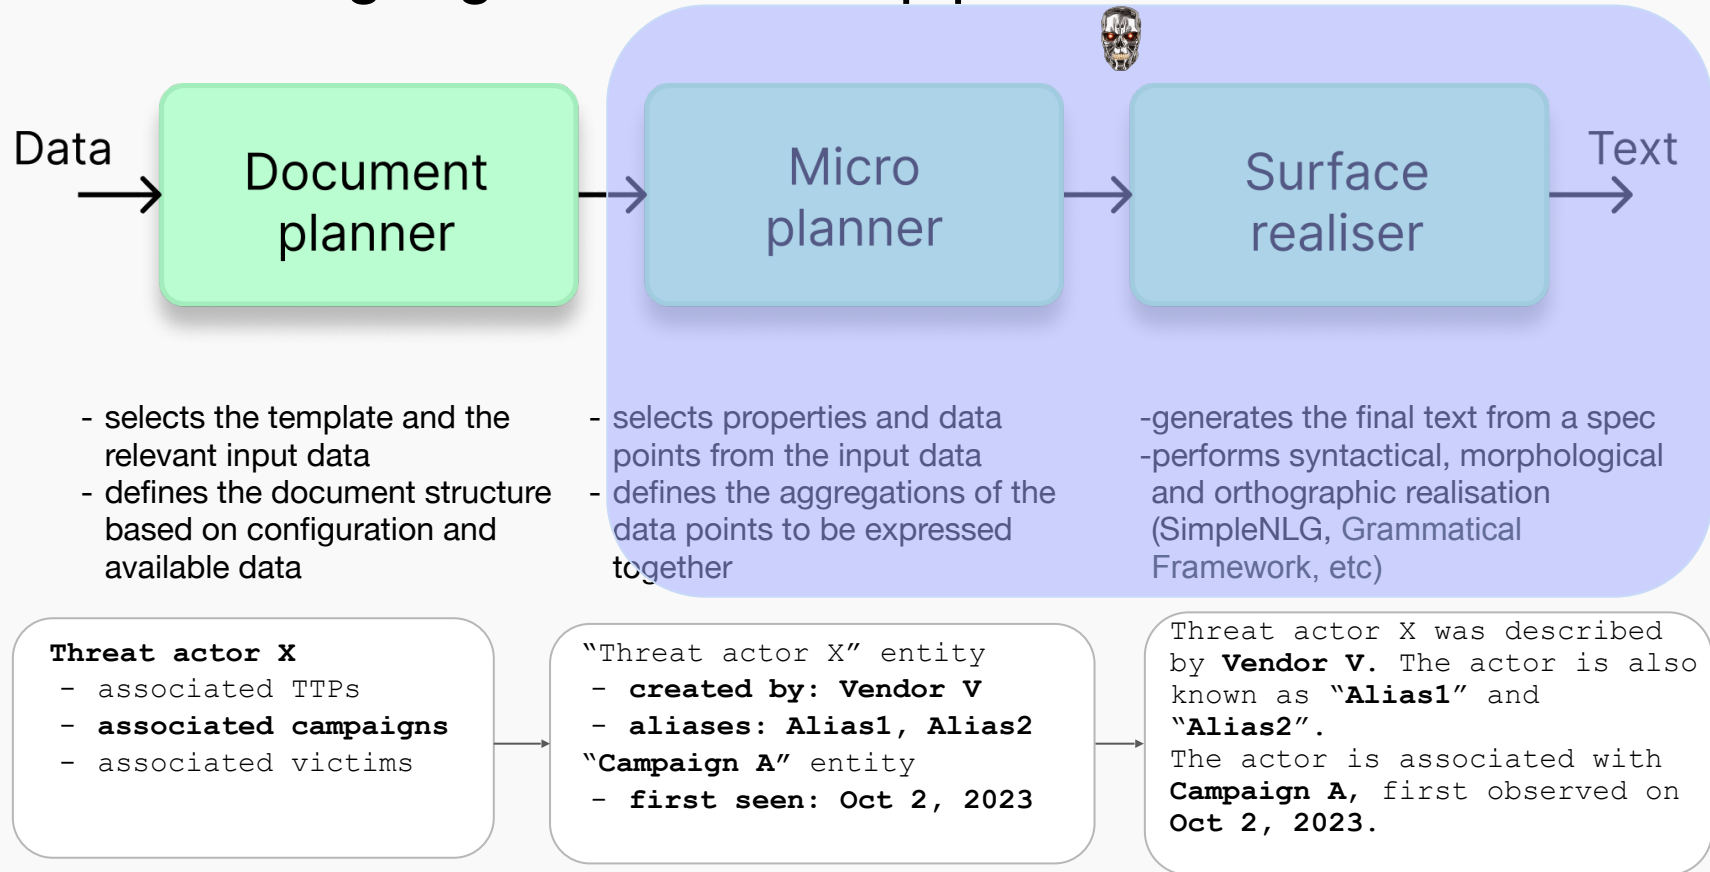 Data
Document
planner
Micro
planner
Surface
realiser
Text
- selects the template and the
relevant input data
- defines the document structure
based on configuration and
available data
- selects properties and data
points from the input data
- defines the aggregations of the
data points to be expressed
together
-generates the final text from a spec
-performs syntactical, morphological
and orthographic realisation
(SimpleNLG, Grammatical
Framework, etc)
Threat actor X
- associated TTPs
- associated campaigns
- associated victims
“Threat actor X” entity
- created by: Vendor V
- aliases: Alias1, Alias2
“Campaign A” entity
- first seen: Oct 2, 2023
Threat actor X was described
by Vendor V. The actor is also
known as “Alias1” and
“Alias2”.
The actor is associated with
Campaign A, first observed on
Oct 2, 2023.